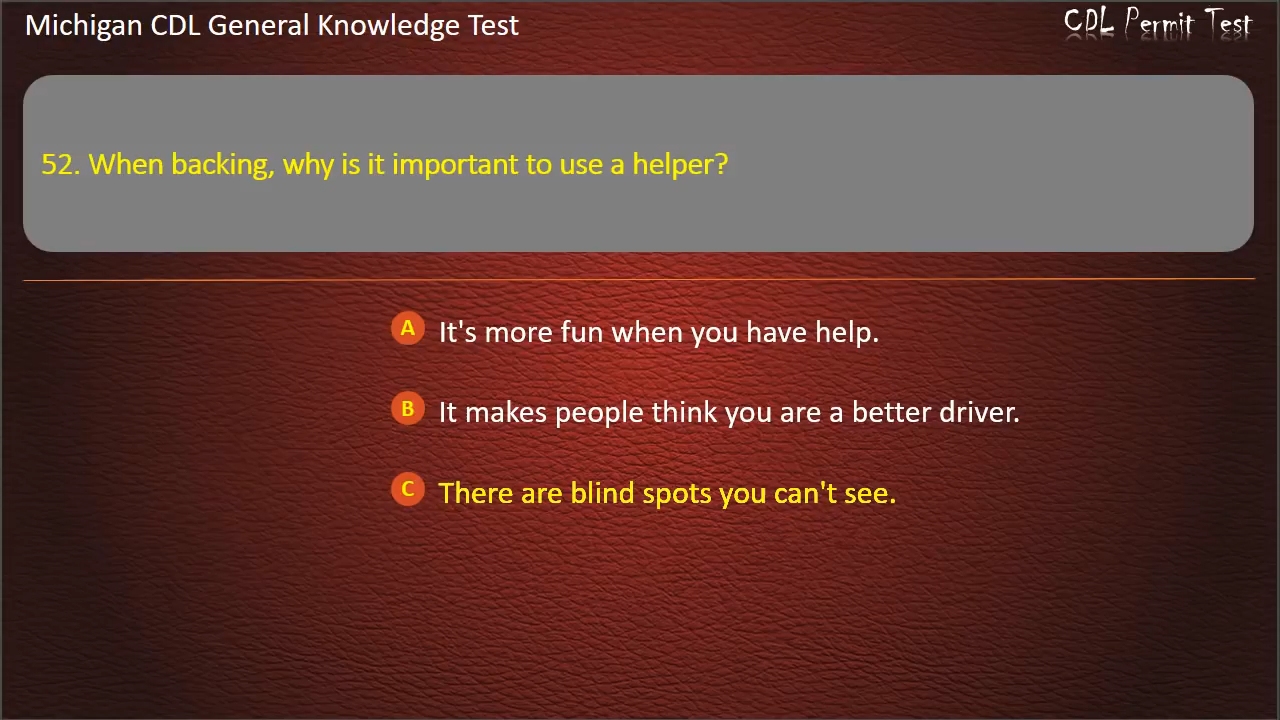 Michigan CDL General Knowledge Test
CDL Permit Test
52. When backing, why is it important to use a helper?
A It's more fun when you have help.
B It makes people think you are a better driver.
C There are blind spots you can't see.